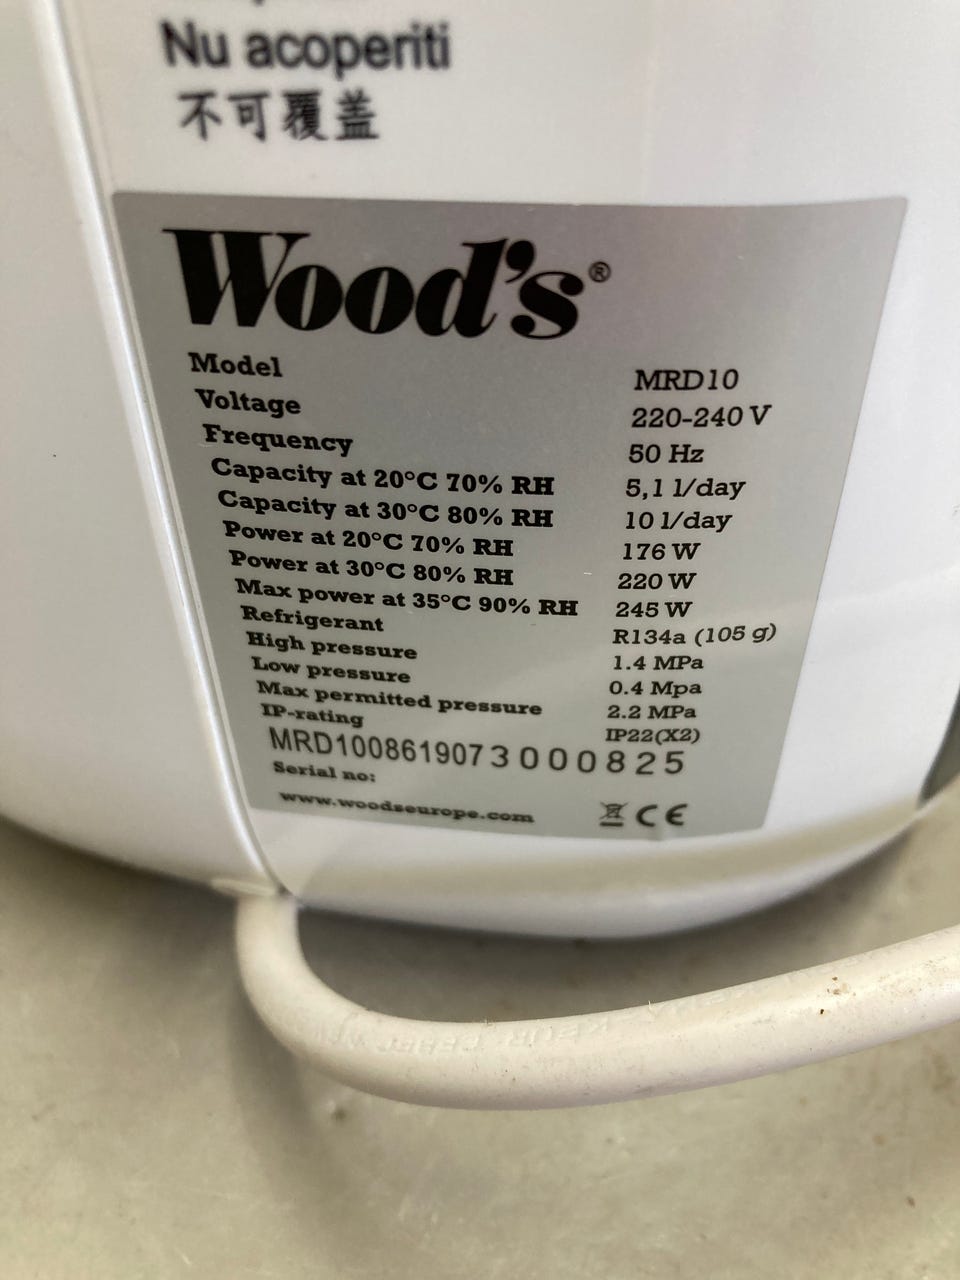 Nu acoperiti
不可覆盖
Wood's®
Model MRD10
Voltage 220-240 V
Frequency 50 Hz
Capacity at 20°C 70% RH 5,1 l/day
Capacity at 30°C 80% RH 10 l/day
Power at 20°C 70% RH 176 W
Power at 30°C 80% RH 220 W
Max power at 35°C 90% RH 245 W
Refrigerant R134a (105 g)
High pressure 1.4 MPa
Low pressure 0.4 Mpa
Max permitted pressure 2.2 MPa
IP-rating IP22(X2)
MRD1008619073000825
Serial no:
www.woodseurope.com CE